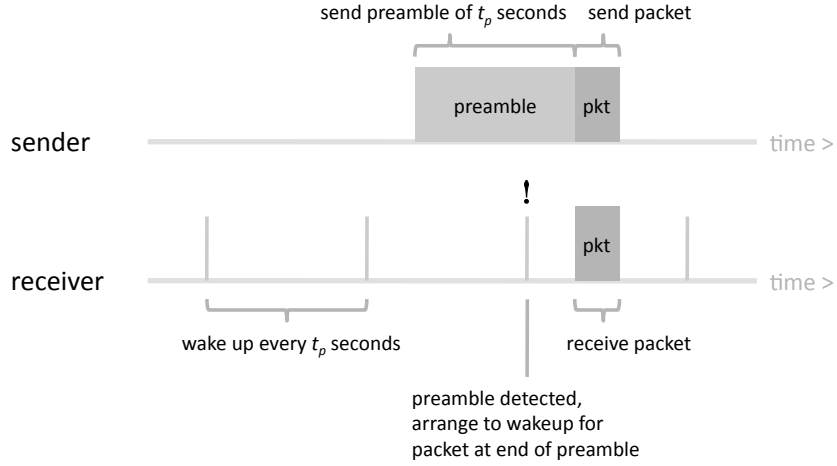 send preamble of tp seconds
send packet
preamble
pkt
sender
time >
!
pkt
receiver
time >
wake up every tp seconds
receive packet
preamble detected,
arrange to wakeup for
packet at end of preamble